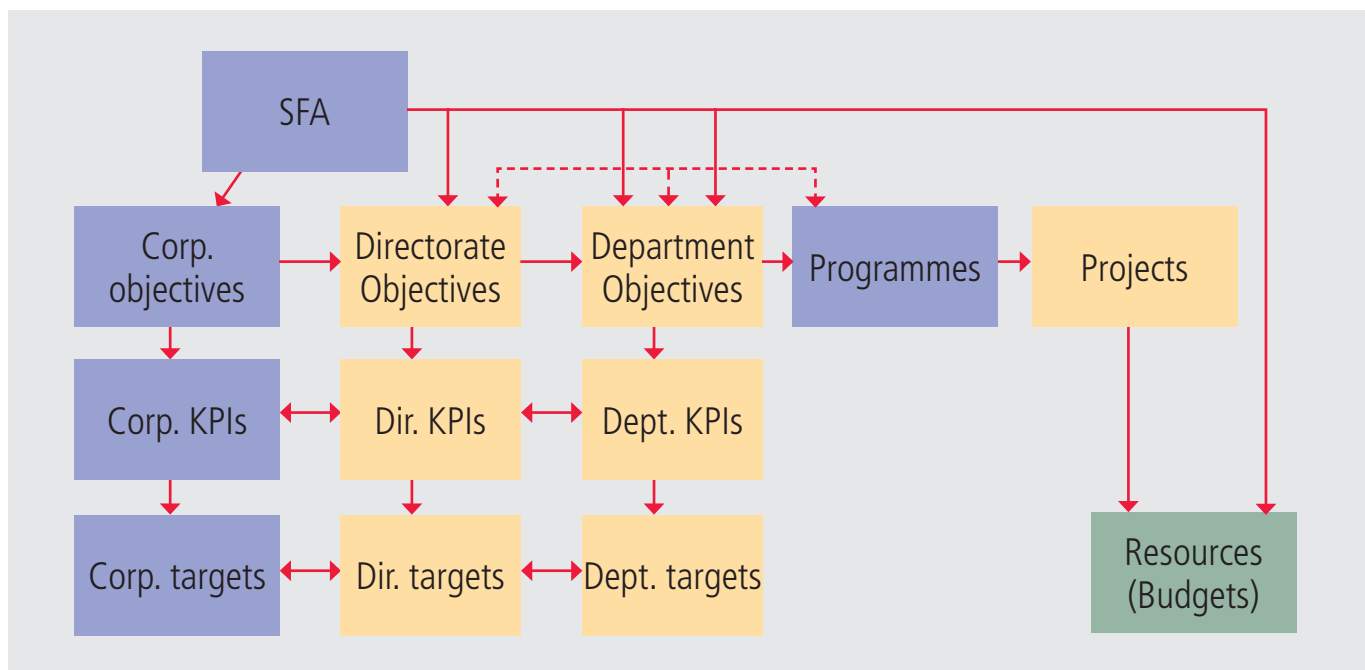 SFA
Corp.
objectives
Directorate
Objectives
Department
Objectives
Programmes
Projects
Corp. KPIs
Dir. KPIs
Dept. KPIs
Corp. targets
Dir. targets
Dept. targets
Resources
(Budgets)